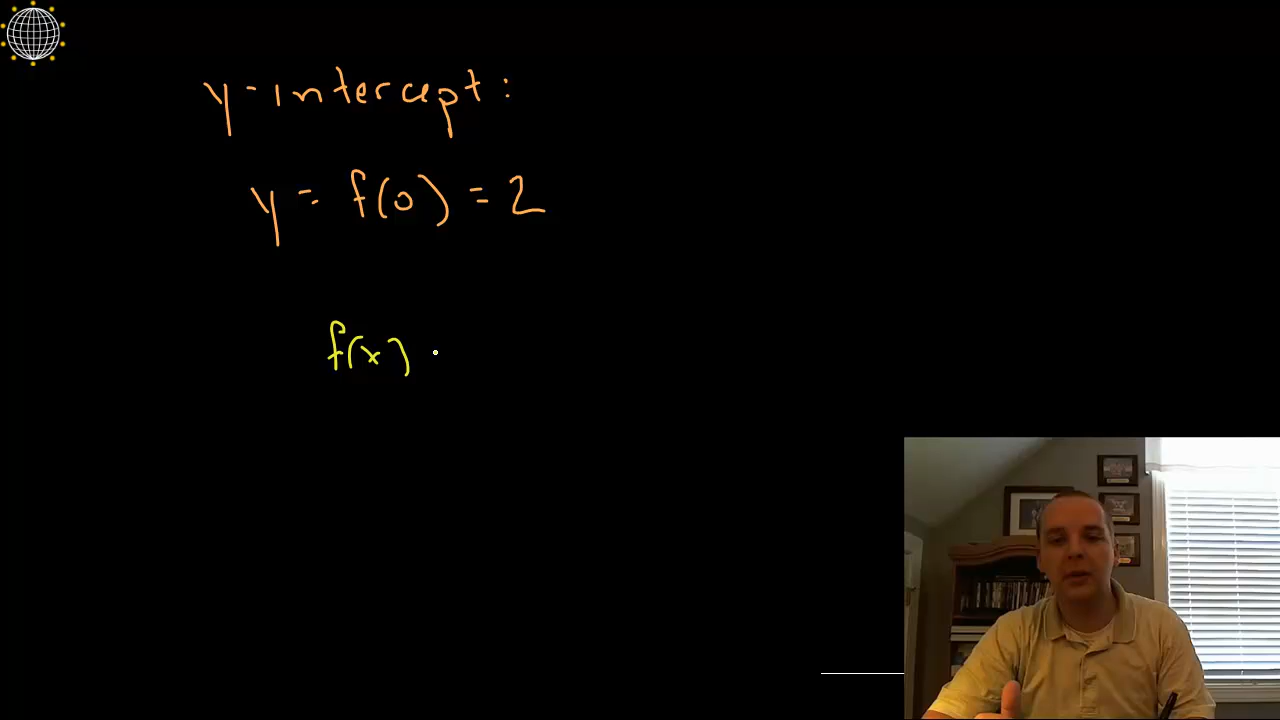 y-intercept:
y = f(0) = 2
f(x)